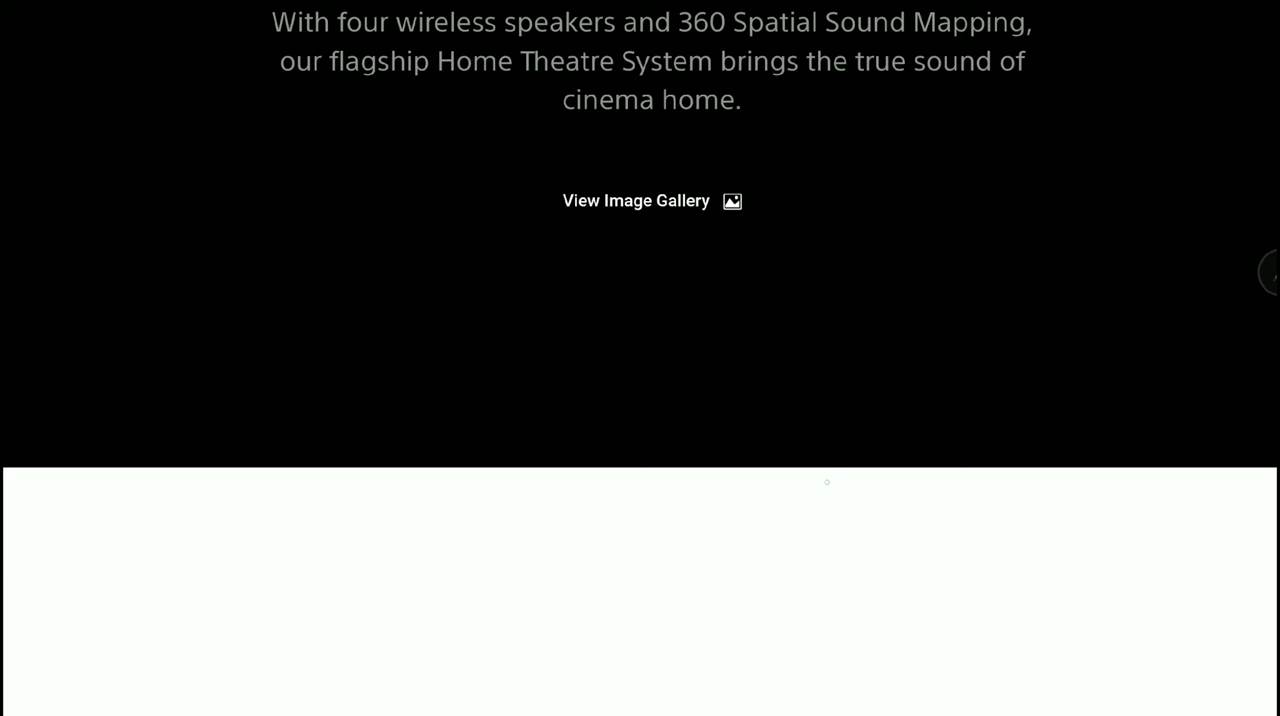 With four wireless speakers and 360 Spatial Sound Mapping,
our flagship Home Theatre System brings the true sound of
cinema home.
View Image Gallery